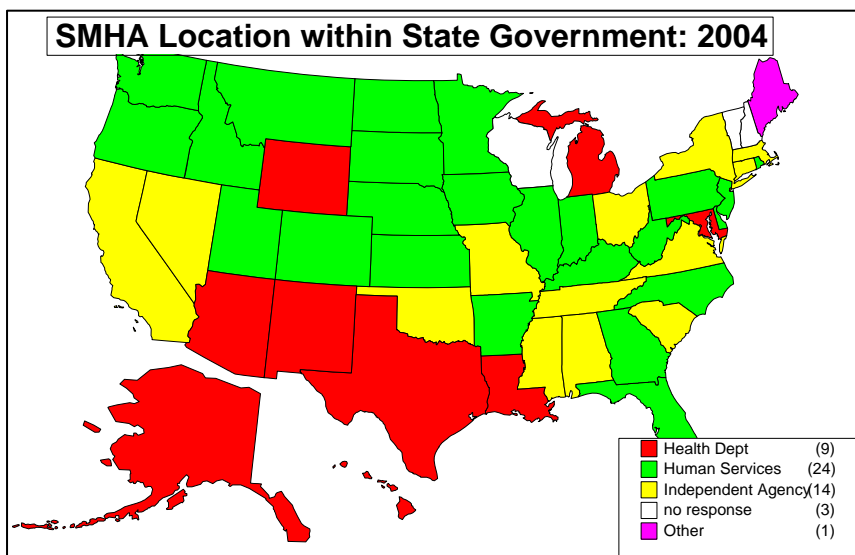 SMHA Location within State Government: 2004
Health Dept (9)
Human Services (24)
Independent Agency(14)
no response (3)
Other (1)